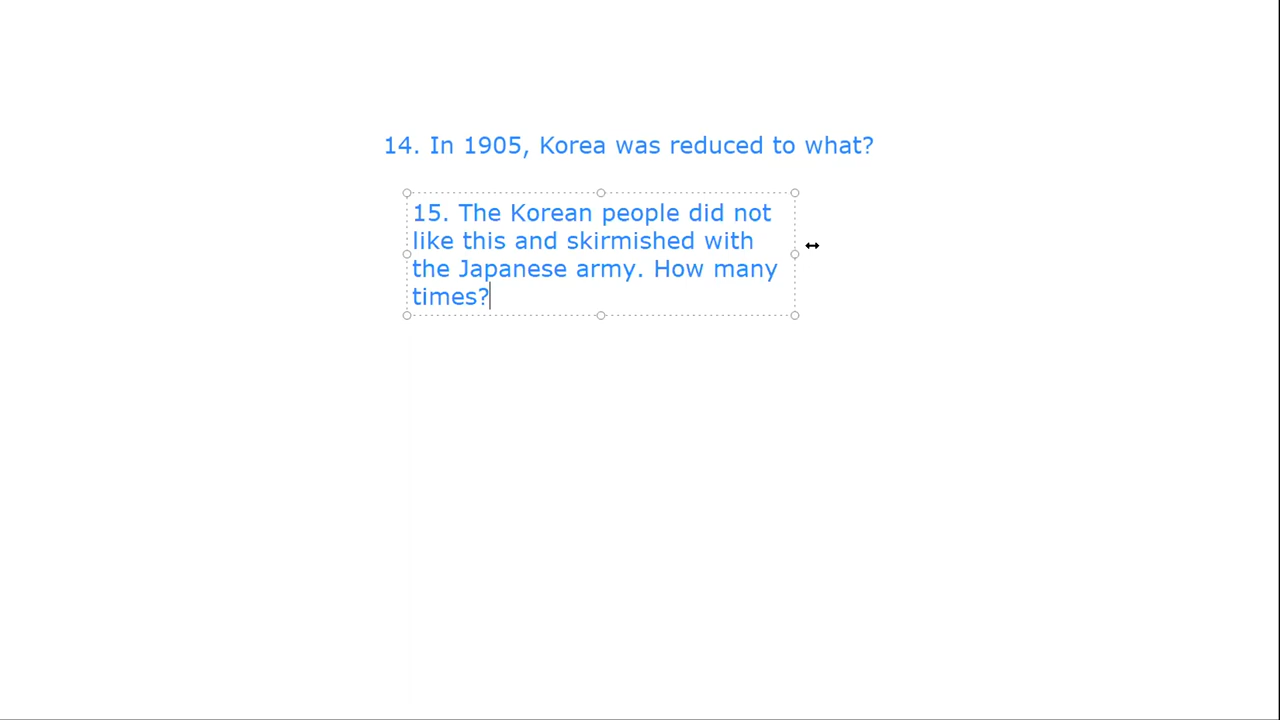 14. In 1905, Korea was reduced to what?
15. The Korean people did not
like this and skirmished with
the Japanese army. How many
times?